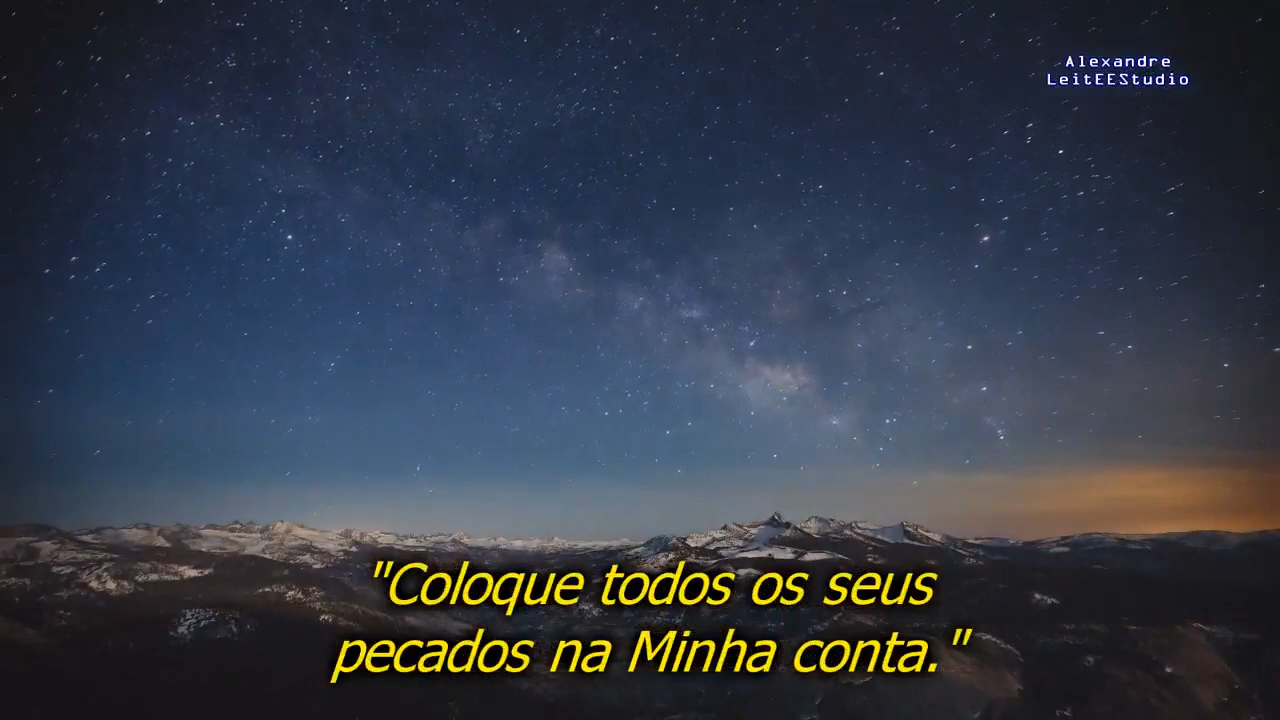 Alexandre
LeitEEStudio
"Coloque todos os seus
pecados na Minha conta."